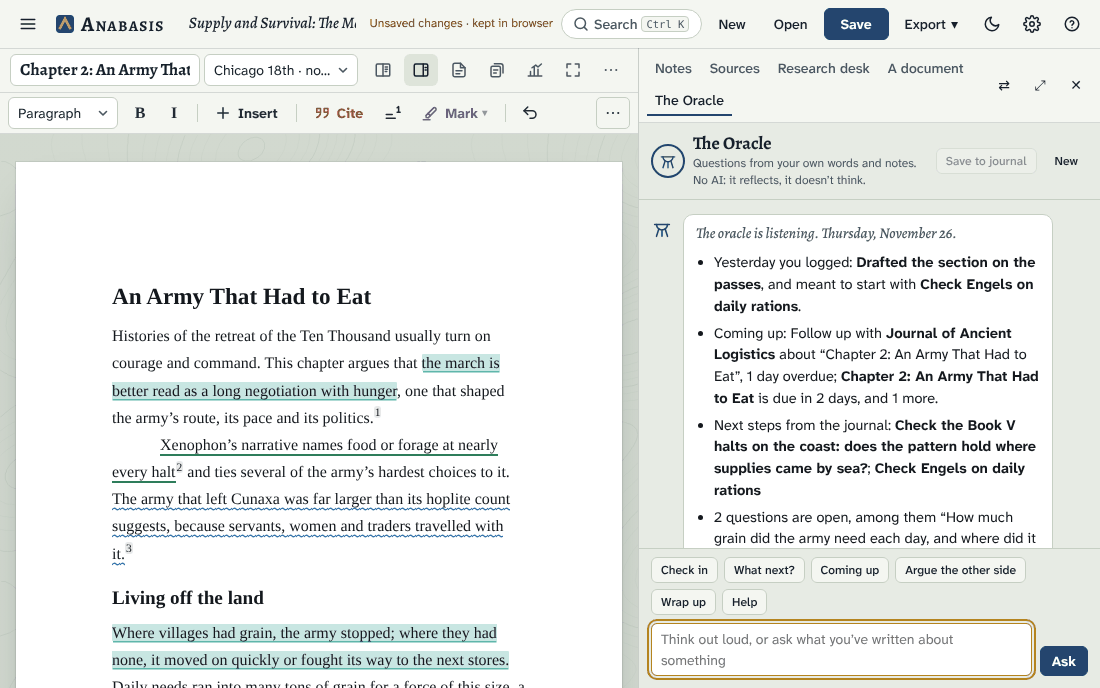 ANABASIS
Supply and Survival: The M
Unsaved changes · kept in browser
Search Ctrl K
New
Open
Save
Export ▾
Chapter 2: An Army That
Chicago 18th · no...
Paragraph
B
I
Insert
Cite
Mark ▾
An Army That Had to Eat
Histories of the retreat of the Ten Thousand usually turn on
courage and command. This chapter argues that the march is
better read as a long negotiation with hunger, one that shaped
the army’s route, its pace and its politics.1
Xenophon’s narrative names food or forage at nearly
every halt2 and ties several of the army’s hardest choices to it.
The army that left Cunaxa was far larger than its hoplite count
suggests, because servants, women and traders travelled with
it.3
Living off the land
Where villages had grain, the army stopped; where they had
none, it moved on quickly or fought its way to the next stores.
Daily needs ran into many tons of grain for a force of this size, a
Notes
Sources
Research desk
A document
The Oracle
The Oracle
Questions from your own words and notes.
No AI: it reflects, it doesn’t think.
Save to journal
New
The oracle is listening. Thursday, November 26.
• Yesterday you logged: Drafted the section on the
passes, and meant to start with Check Engels on
daily rations.
• Coming up: Follow up with Journal of Ancient
Logistics about “Chapter 2: An Army That Had to
Eat”, 1 day overdue; Chapter 2: An Army That Had
to Eat is due in 2 days, and 1 more.
• Next steps from the journal: Check the Book V
halts on the coast: does the pattern hold where
supplies came by sea?; Check Engels on daily
rations
• 2 questions are open, among them “How much
grain did the army need each day, and where did it
Check in
What next?
Coming up
Argue the other side
Wrap up
Help
Think out loud, or ask what you’ve written about
something
Ask